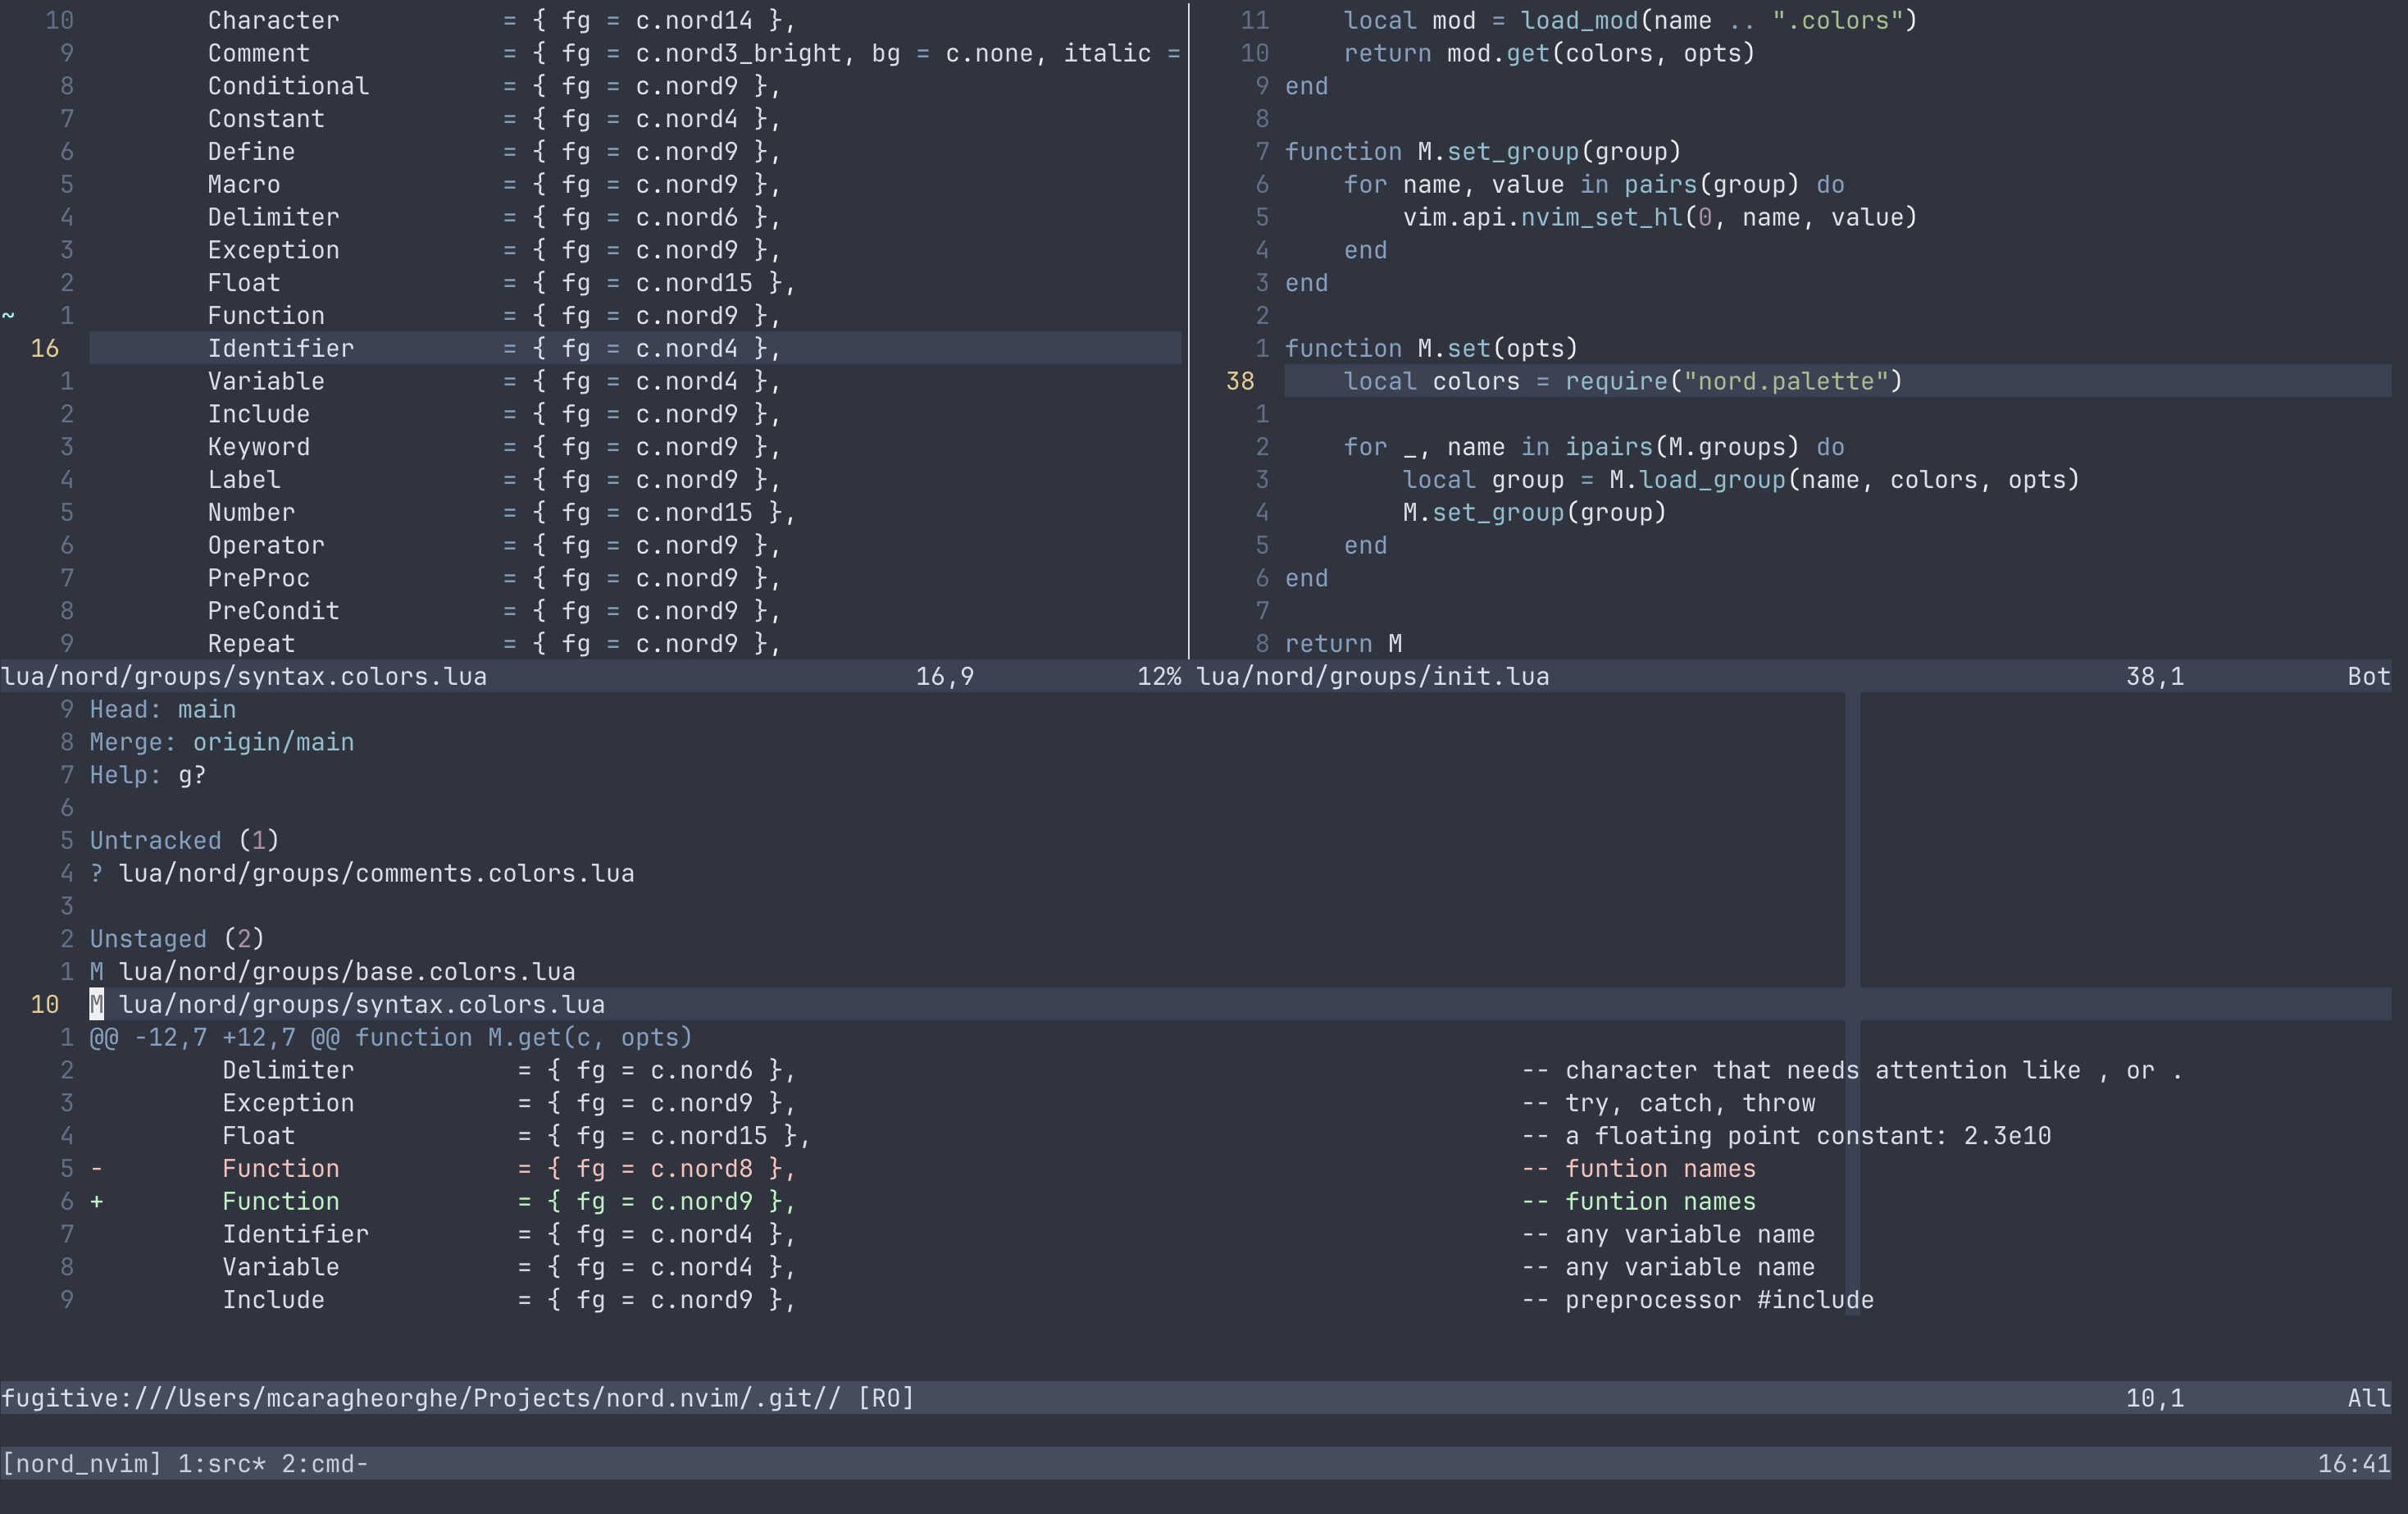 10 Character = { fg = c.nord14 },
9 Comment = { fg = c.nord3_bright, bg = c.none, italic =
8 Conditional = { fg = c.nord9 },
7 Constant = { fg = c.nord4 },
6 Define = { fg = c.nord9 },
5 Macro = { fg = c.nord9 },
4 Delimiter = { fg = c.nord6 },
3 Exception = { fg = c.nord9 },
2 Float = { fg = c.nord15 },
~ 1 Function = { fg = c.nord9 },
16 Identifier = { fg = c.nord4 },
1 Variable = { fg = c.nord4 },
2 Include = { fg = c.nord9 },
3 Keyword = { fg = c.nord9 },
4 Label = { fg = c.nord9 },
5 Number = { fg = c.nord15 },
6 Operator = { fg = c.nord9 },
7 PreProc = { fg = c.nord9 },
8 PreCondit = { fg = c.nord9 },
9 Repeat = { fg = c.nord9 },
lua/nord/groups/syntax.colors.lua 16,9 12%
11 local mod = load_mod(name .. ".colors")
10 return mod.get(colors, opts)
9 end
8
7 function M.set_group(group)
6 for name, value in pairs(group) do
5 vim.api.nvim_set_hl(0, name, value)
4 end
3 end
2
1 function M.set(opts)
38 local colors = require("nord.palette")
1
2 for _, name in ipairs(M.groups) do
3 local group = M.load_group(name, colors, opts)
4 M.set_group(group)
5 end
6 end
7
8 return M
lua/nord/groups/init.lua 38,1 Bot
9 Head: main
8 Merge: origin/main
7 Help: g?
6
5 Untracked (1)
4 ? lua/nord/groups/comments.colors.lua
3
2 Unstaged (2)
1 M lua/nord/groups/base.colors.lua
10 M lua/nord/groups/syntax.colors.lua
1 @@ -12,7 +12,7 @@ function M.get(c, opts)
2 Delimiter = { fg = c.nord6 }, -- character that needs attention like , or .
3 Exception = { fg = c.nord9 }, -- try, catch, throw
4 Float = { fg = c.nord15 }, -- a floating point constant: 2.3e10
5 - Function = { fg = c.nord8 }, -- funtion names
6 + Function = { fg = c.nord9 }, -- funtion names
7 Identifier = { fg = c.nord4 }, -- any variable name
8 Variable = { fg = c.nord4 }, -- any variable name
9 Include = { fg = c.nord9 }, -- preprocessor #include
fugitive:///Users/mcaragheorghe/Projects/nord.nvim/.git// [RO] 10,1 All
[nord_nvim] 1:src* 2:cmd- 16:41